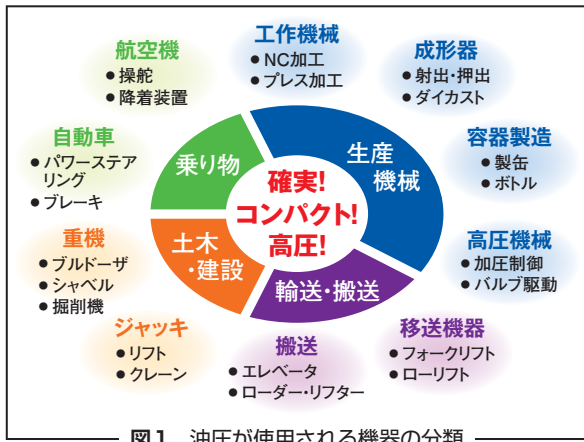 航空機
● 操舵
● 降着装置
工作機械
● NC加工
● プレス加工
成形器
● 射出・押出
● ダイカスト
自動車
● パワーステア
リング
● ブレーキ
乗り物
生産
機械
容器製造
● 製缶
● ボトル
確実!
コンパクト!
高圧!
重機
● ブルドーザ
● シャベル
● 掘削機
土木
・建設
輸送・搬送
高圧機械
● 加圧制御
● バルブ駆動
ジャッキ
● リフト
● クレーン
搬送
● エレベータ
● ローダー・リフター
移送機器
● フォークリフト
● ローリフト
図1 油圧が使用される機器の分類